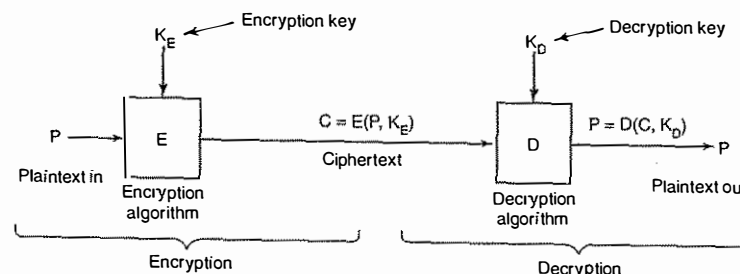 Encryption key
K_E
Decryption key
K_D
P
E
C = E(P, K_E)
D
P = D(C, K_D)
P
Plaintext in
Ciphertext
Plaintext ou
Encryption
algorithm
Decryption
algorithm
Encryption
Decryption